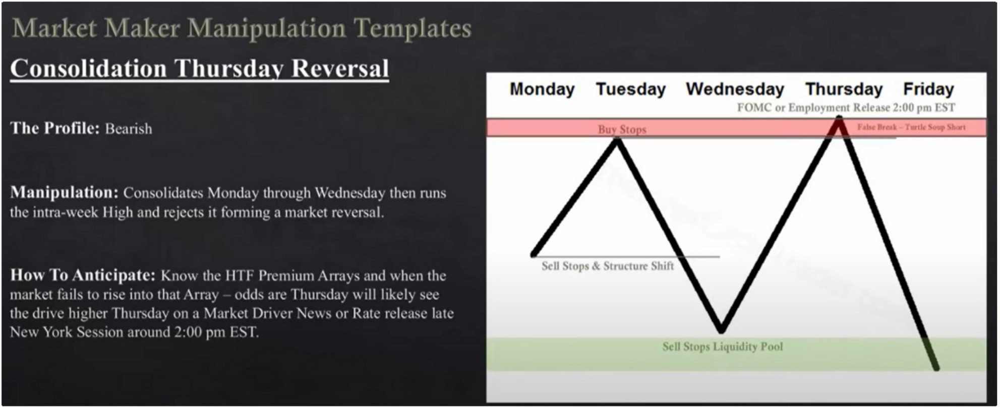 Market Maker Manipulation Templates
Consolidation Thursday Reversal
The Profile: Bearish
Manipulation: Consolidates Monday through Wednesday then runs
the intra-week High and rejects it forming a market reversal.
How To Anticipate: Know the HTF Premium Arrays and when the
market fails to rise into that Array – odds are Thursday will likely see
the drive higher Thursday on a Market Driver News or Rate release late
New York Session around 2:00 pm EST.
Monday Tuesday Wednesday Thursday Friday
FOMC or Employment Release 2:00 pm EST
Buy Stops
False Break – Turtle Soup Short
Sell Stops & Structure Shift
Sell Stops Liquidity Pool